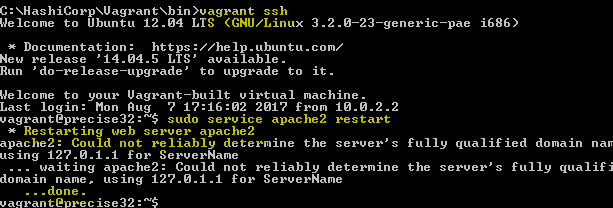 C:\HashiCorp\Vagrant\bin>vagrant ssh
Welcome to Ubuntu 12.04 LTS (GNU/Linux 3.2.0-23-generic-pae i686)
* Documentation: https://help.ubuntu.com/
New release '14.04.5 LTS' available.
Run 'do-release-upgrade' to upgrade to it.
Welcome to your Vagrant-built virtual machine.
Last login: Mon Aug 7 17:16:02 2017 from 10.0.2.2
vagrant@precise32:~$ sudo service apache2 restart
* Restarting web server apache2
apache2: Could not reliably determine the server's fully qualified domain nam
using 127.0.1.1 for ServerName
... waiting apache2: Could not reliably determine the server's fully qualifi
domain name, using 127.0.1.1 for ServerName
...done.
vagrant@precise32:~$